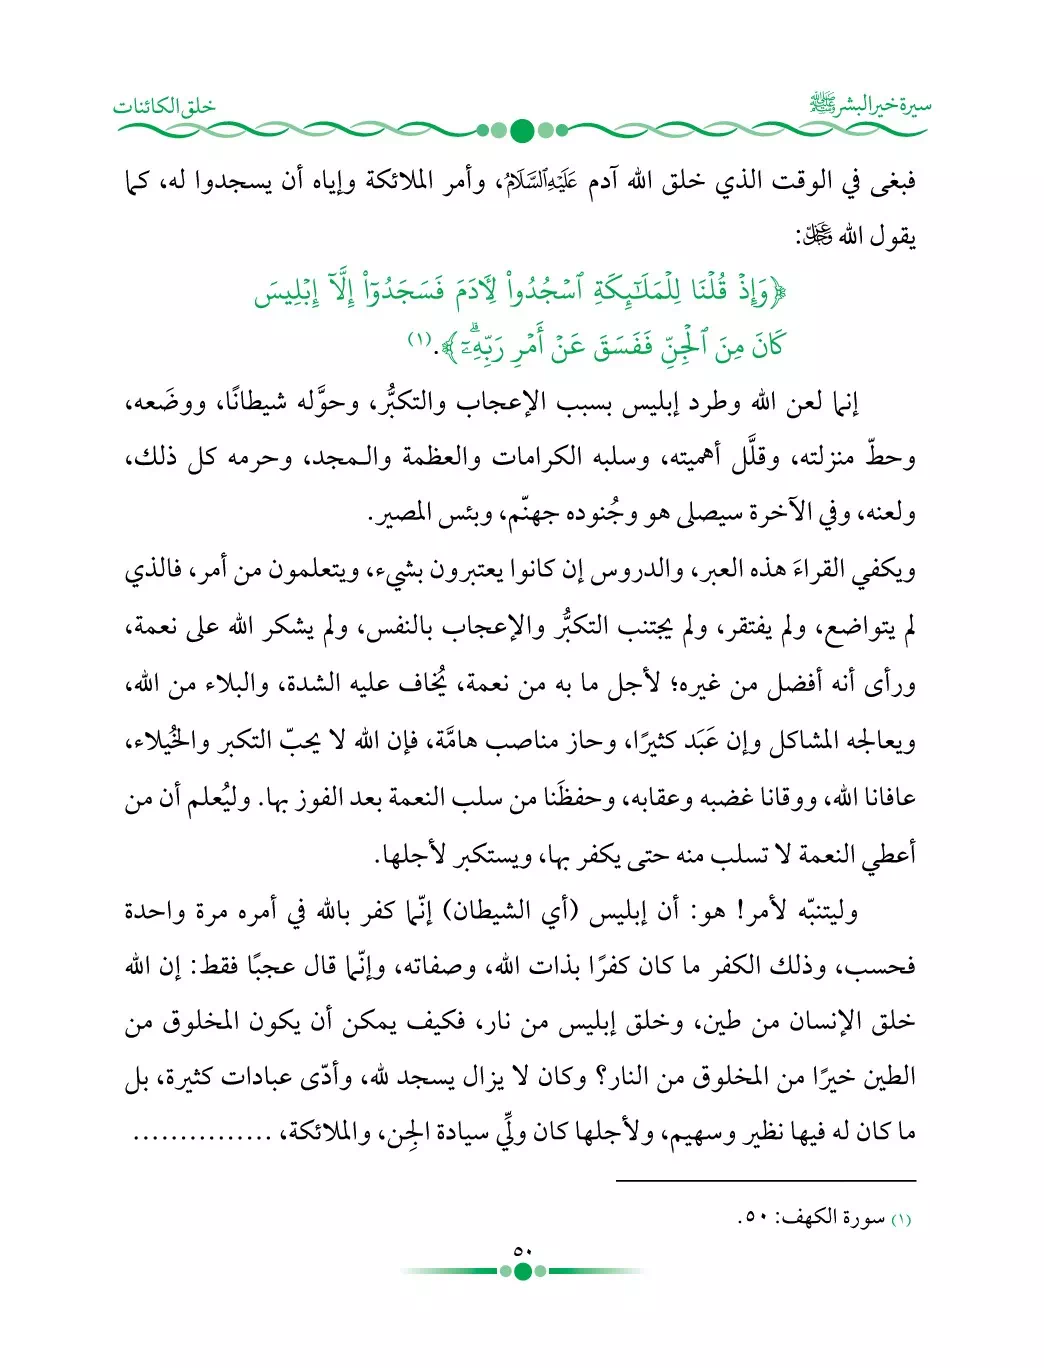 سيرة خير البشر ﷺ
خلق الكائنات
فبغى في الوقت الذي خلق الله آدم عَلَيْهِ ٱلسَّلَامُ، وأمر الملائكة وإياه أن يسجدوا له، كما
يقول الله عَزَّوَجَلَّ:
﴿وَإِذۡ قُلۡنَا لِلۡمَلَـٰٓئِكَةِ ٱسۡجُدُواْ لِأٓدَمَ فَسَجَدُوٓاْ إِلَّآ إِبۡلِيسَ
كَانَ مِنَ ٱلۡجِنِّ فَفَسَقَ عَنۡ أَمۡرِ رَبِّهِۦٓۗ﴾.(١)
إنما لعن الله وطرد إبليس بسبب الإعجاب والتكبُّر، وحوَّله شيطانًا، ووضَعه،
وحطّ منزلته، وقلَّل أهميته، وسلبه الكرامات والعظمة والـمجد، وحرمه كل ذلك،
ولعنه، وفي الآخرة سيصلى هو وجُنوده جهنّم، وبئس المصير.
ويكفي القراءَ هذه العبر، والدروس إن كانوا يعتبرون بشيء، ويتعلمون من أمر، فالذي
لم يتواضع، ولم يفتقر، ولم يجتنب التكبُّر والإعجاب بالنفس، ولم يشكر الله على نعمة،
ورأى أنه أفضل من غيره؛ لأجل ما به من نعمة، يُخاف عليه الشدة، والبلاء من الله،
ويعالجه المشاكل وإن عَبَد كثيرًا، وحاز مناصب هامَّة، فإن الله لا يحبّ التكبر والخُيلاء،
عافانا الله، ووقانا غضبه وعقابه، وحفظَنا من سلب النعمة بعد الفوز بها. وليُعلم أن من
أعطي النعمة لا تسلب منه حتى يكفر بها، ويستكبر لأجلها.
وليتنبّه لأمر! هو: أن إبليس (أي الشيطان) إنّما كفر بالله في أمره مرة واحدة
فحسب، وذلك الكفر ما كان كفرًا بذات الله، وصفاته، وإنّما قال عجبًا فقط: إن الله
خلق الإنسان من طين، وخلق إبليس من نار، فكيف يمكن أن يكون المخلوق من
الطين خيرًا من المخلوق من النار؟ وكان لا يزال يسجد لله، وأدّى عبادات كثيرة، بل
ما كان له فيها نظير وسهيم، ولأجلها كان ولِّي سيادة الجِن، والملائكة، ...............
(١) سورة الكهف: ٥٠.
٥٠